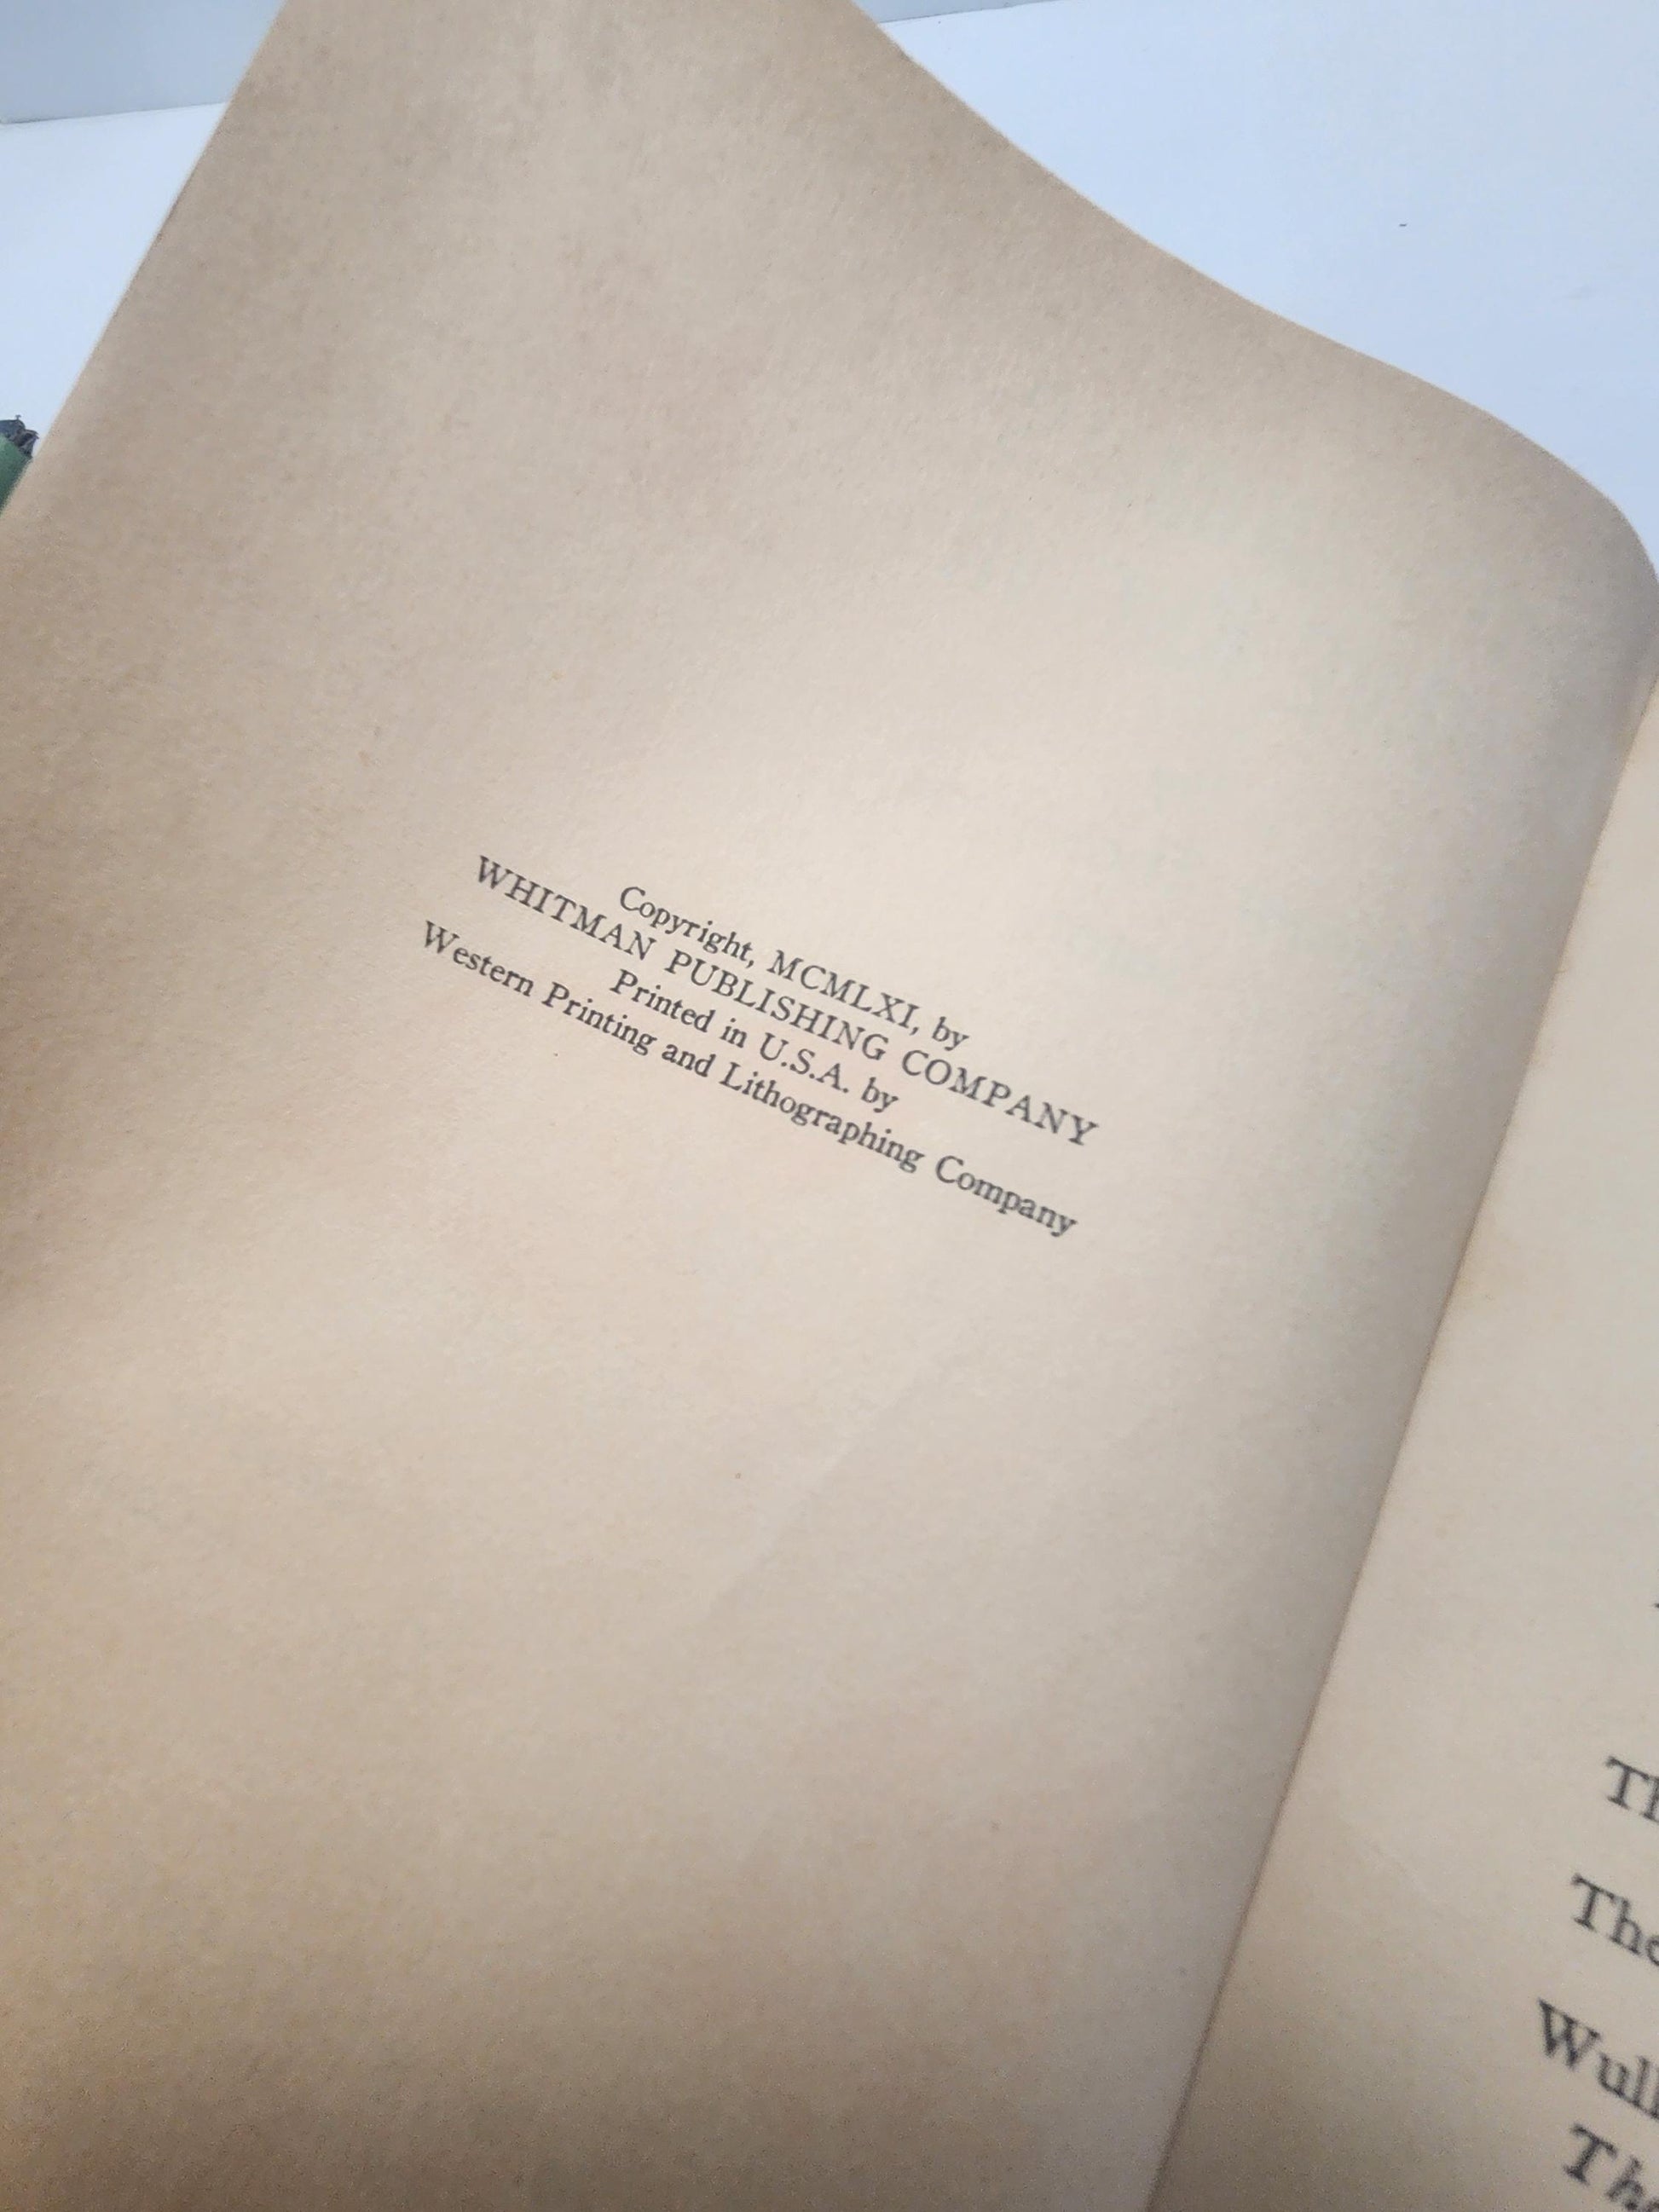 Copyright, MCMLXI, by
WHITMAN PUBLISHING COMPANY
Printed in U.S.A. by
Western Printing and Lithographing Company